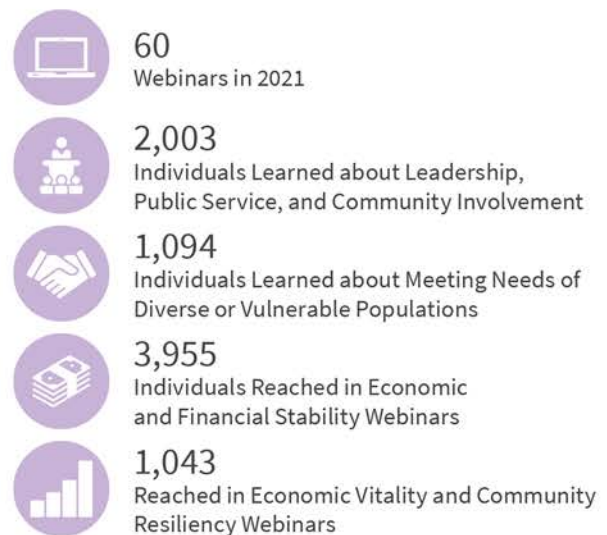 60
Webinars in 2021
2,003
Individuals Learned about Leadership,
Public Service, and Community Involvement
1,094
Individuals Learned about Meeting Needs of
Diverse or Vulnerable Populations
3,955
Individuals Reached in Economic
and Financial Stability Webinars
1,043
Reached in Economic Vitality and Community
Resiliency Webinars